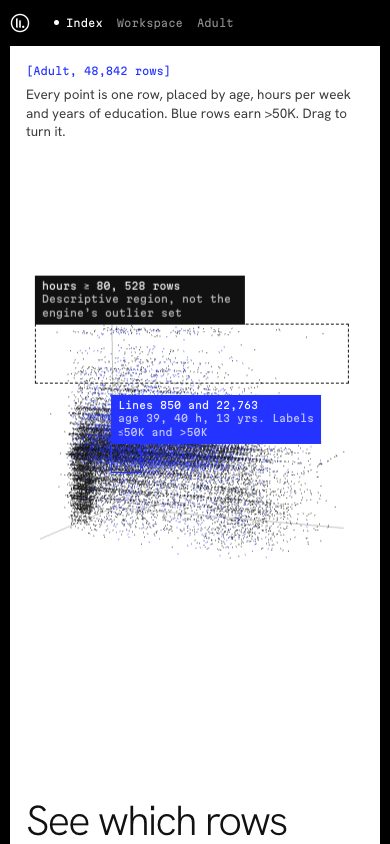 Index Workspace Adult
[Adult, 48,842 rows]
Every point is one row, placed by age, hours per week
and years of education. Blue rows earn >50K. Drag to
turn it.
hours ≥ 80, 528 rows
Descriptive region, not the
engine's outlier set
Lines 850 and 22,763
age 39, 40 h, 13 yrs. Labels
≤50K and >50K
See which rows